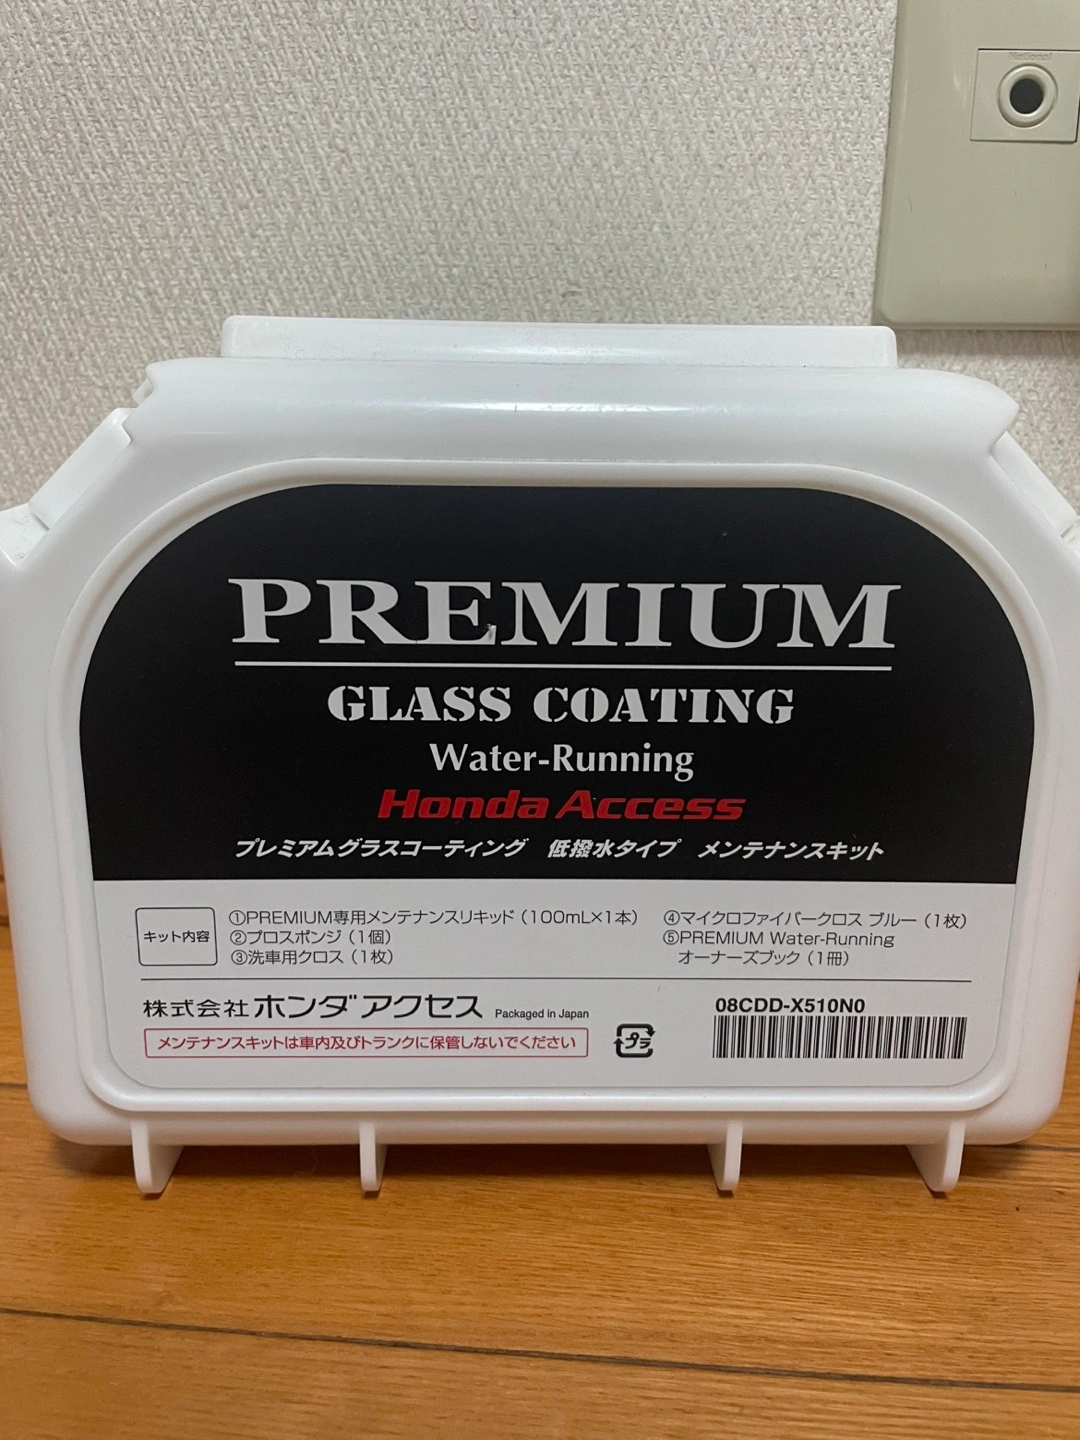 National
PREMIUM
GLASS COATING
Water-Running
Honda Access
プレミアムグラスコーティング 低撥水タイプ メンテナンスキット
キット内容
①PREMIUM専用メンテナンスリキッド（100mL×1本）
②プロスポンジ（1個）
③洗車用クロス（1枚）
④マイクロファイバークロス ブルー（1枚）
⑤PREMIUM Water-Running
オーナーズブック（1冊）
株式会社ホンダアクセス Packaged in Japan
メンテナンスキットは車内及びトランクに保管しないでください
プラ
08CDD-X510N0